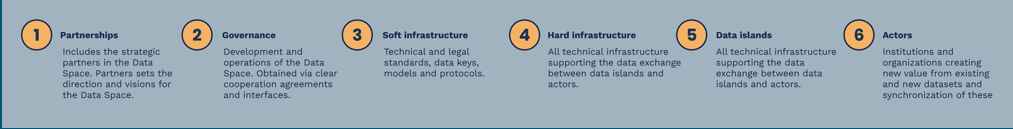 1 Partnerships
Includes the strategic
partners in the Data
Space. Partners sets the
direction and visions for
the Data Space.
2 Governance
Development and
operations of the Data
Space. Obtained via clear
cooperation agreements
and interfaces.
3 Soft infrastructure
Technical and legal
standards, data keys,
models and protocols.
4 Hard infrastructure
All technical infrastructure
supporting the data exchange
between data islands and
actors.
5 Data islands
All technical infrastructure
supporting the data
exchange between data
islands and actors.
6 Actors
Institutions and
organizations creating
new value from existing
and new datasets and
synchronization of these